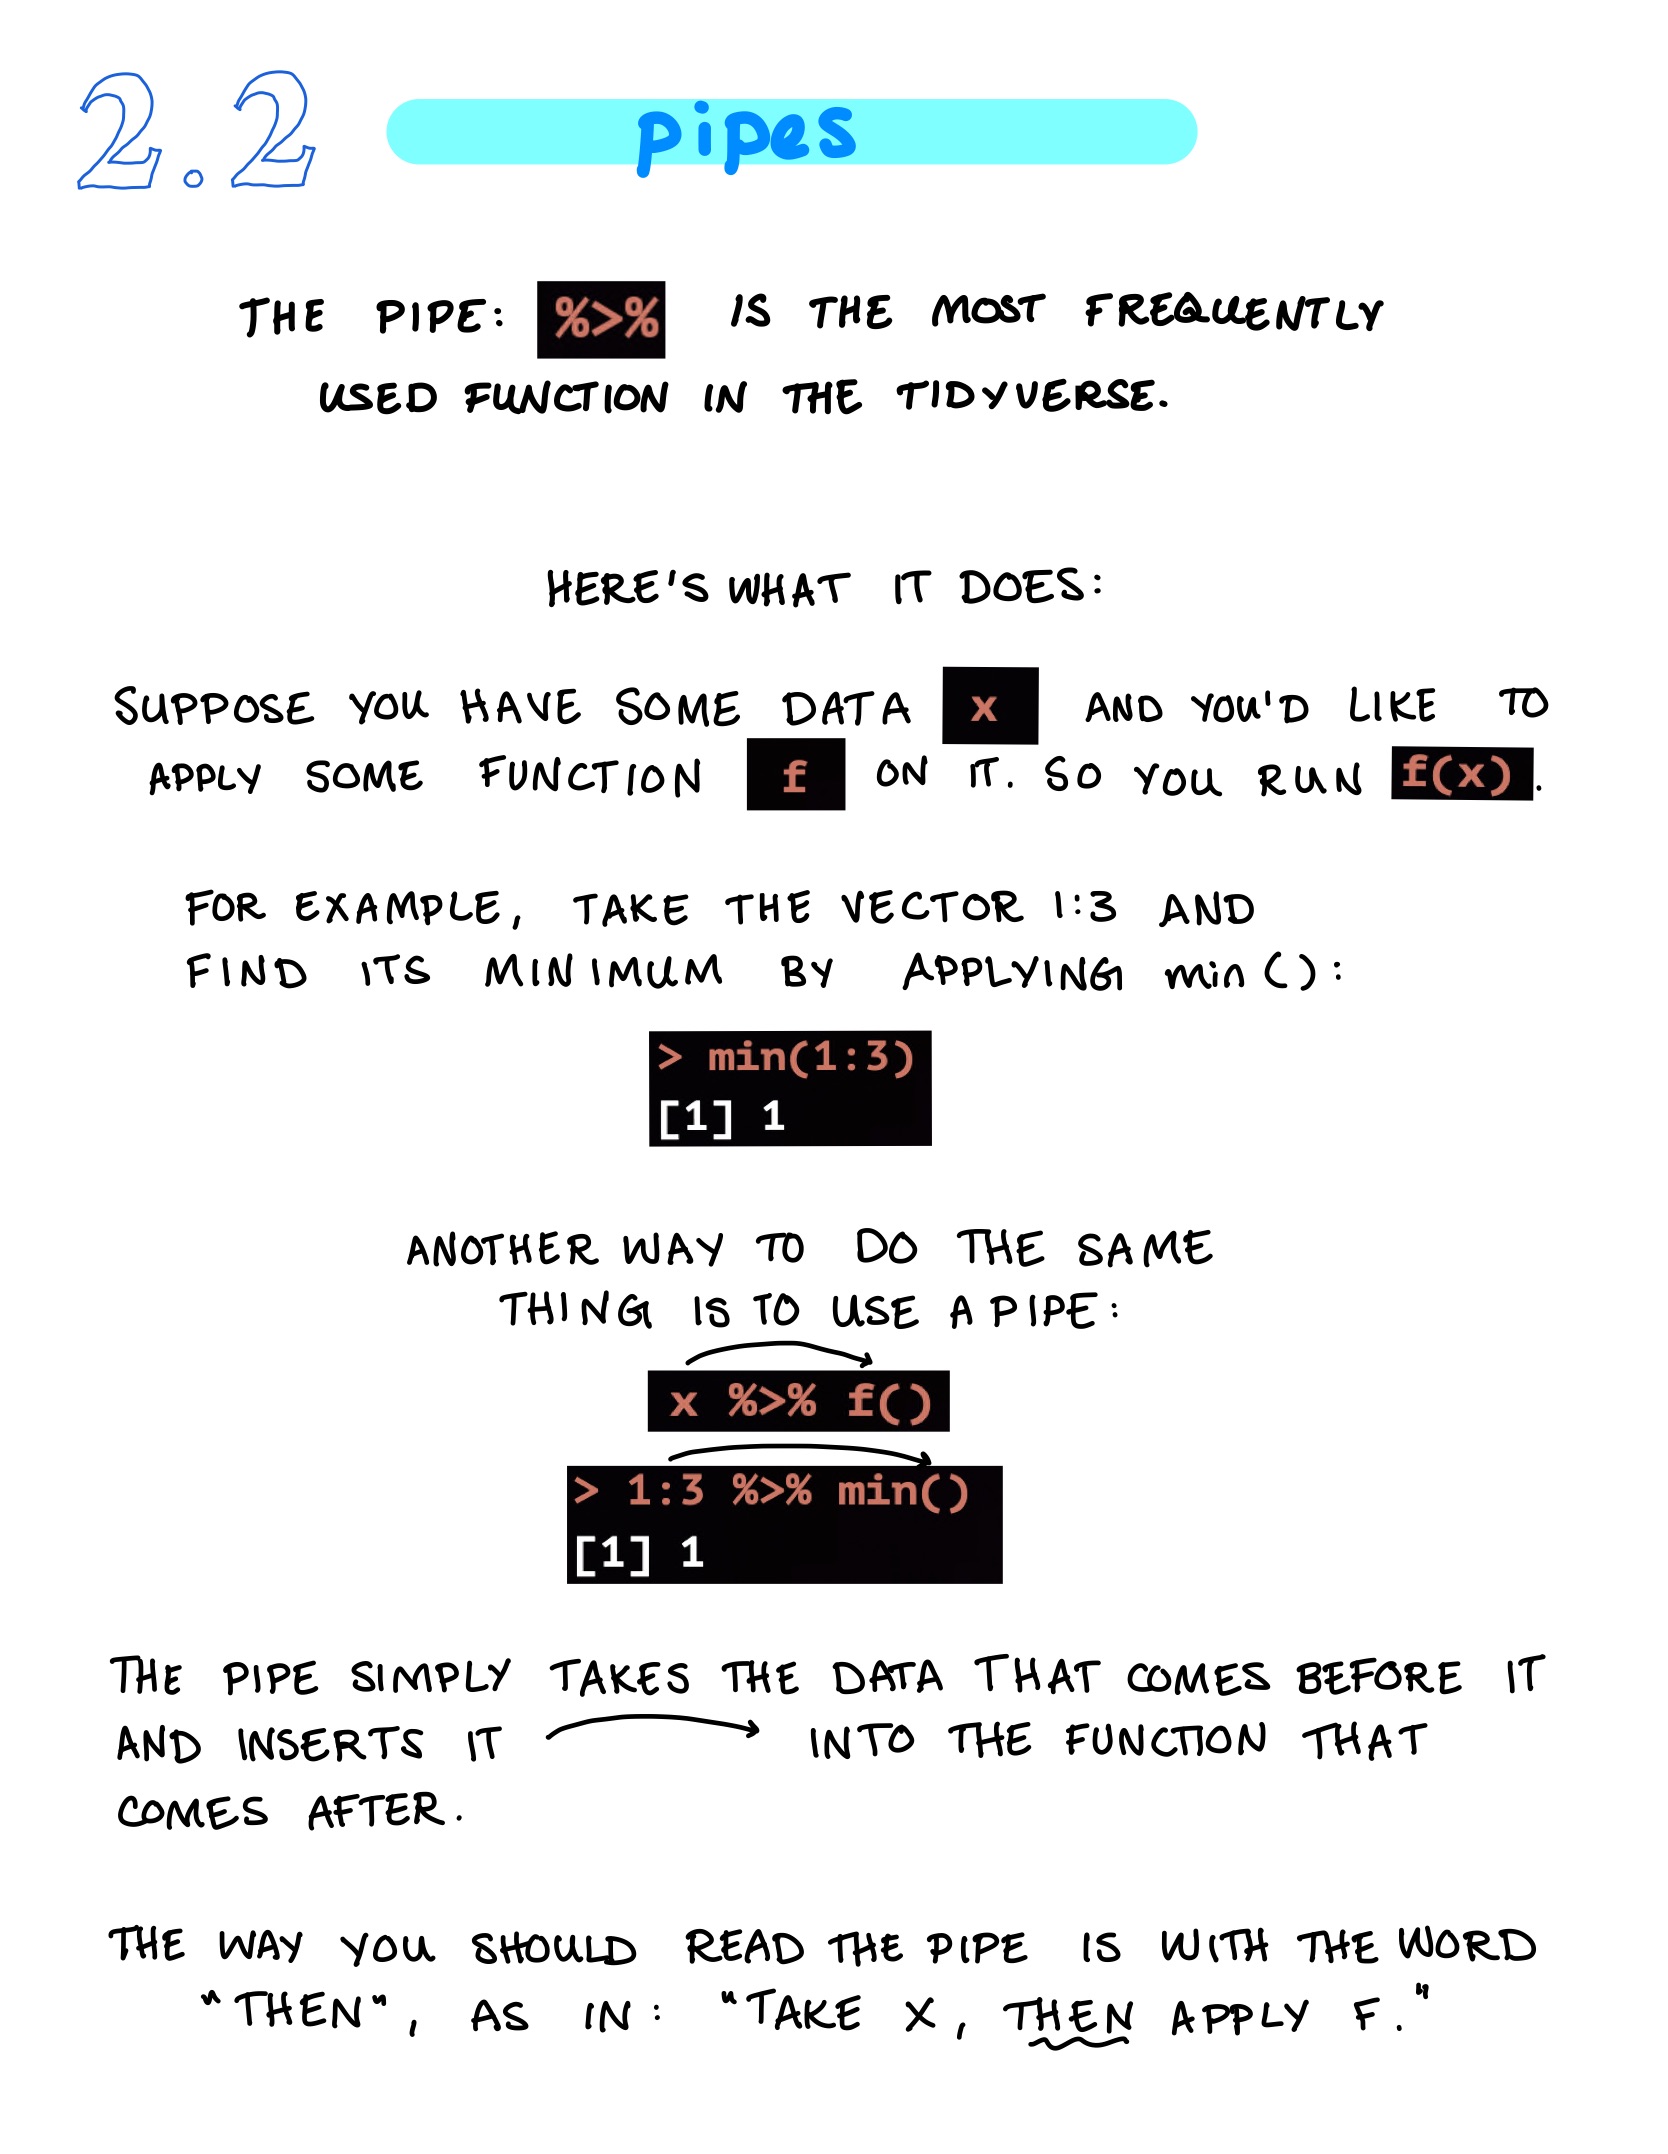 2.2 pipes
THE PIPE: %>% IS THE MOST FREQUENTLY
USED FUNCTION IN THE TIDYVERSE.
HERE'S WHAT IT DOES:
SUPPOSE YOU HAVE SOME DATA x AND YOU'D LIKE TO
APPLY SOME FUNCTION f ON IT. SO YOU RUN f(x).
FOR EXAMPLE, TAKE THE VECTOR 1:3 AND
FIND ITS MINIMUM BY APPLYING min():
> min(1:3)
[1] 1
ANOTHER WAY TO DO THE SAME
THING IS TO USE A PIPE:
x %>% f()
> 1:3 %>% min()
[1] 1
THE PIPE SIMPLY TAKES THE DATA THAT COMES BEFORE IT
AND INSERTS IT INTO THE FUNCTION THAT
COMES AFTER.
THE WAY YOU SHOULD READ THE PIPE IS WITH THE WORD
"THEN", AS IN: "TAKE X, THEN APPLY F."